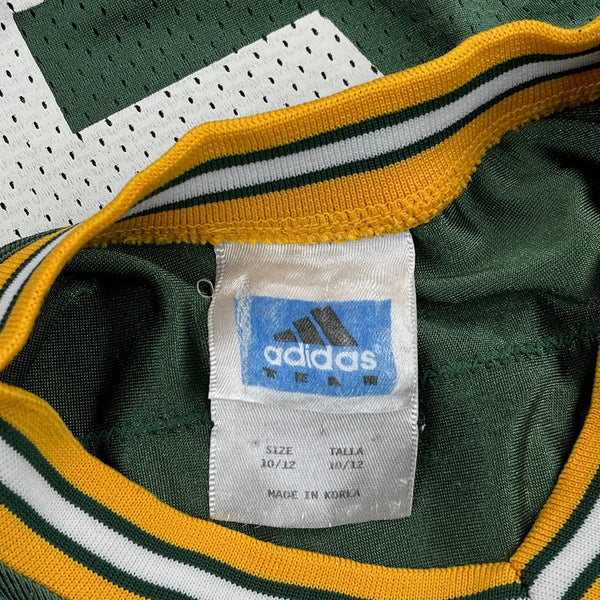 adidas
TEAM
SIZE TALLA
10/12 10/12
MADE IN KOREA